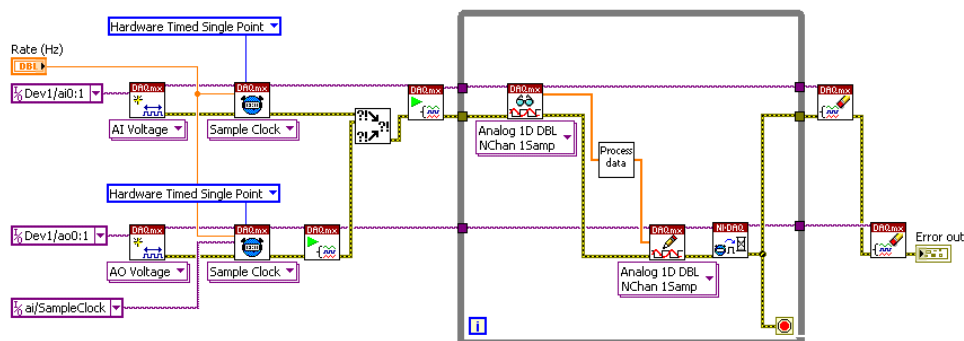 Hardware Timed Single Point
Rate (Hz)
DBL
Dev1/ai0:1
DAQmx
DAQmx
DAQmx
DAQmx
DAQmx
AI Voltage
Sample Clock
?!
?!
?!
Analog 1D DBL
NChan 1Samp
Process
data
Hardware Timed Single Point
Dev1/ao0:1
DAQmx
DAQmx
DAQmx
DAQmx
NI-DAQ
DAQmx
Error out
AO Voltage
Sample Clock
Analog 1D DBL
NChan 1Samp
ai/SampleClock
i